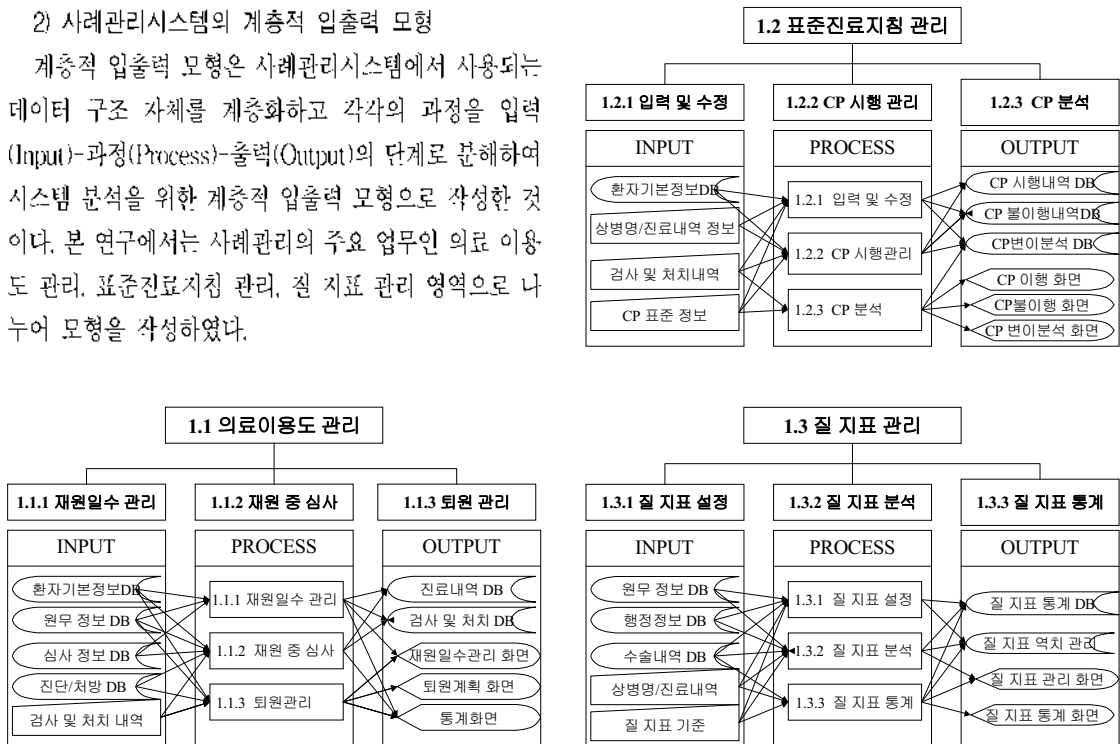 2) 사례관리시스템의 계층적 입출력 모형
계층적 입출력 모형은 사례관리시스템에서 사용되는
데이터 구조 자체를 계층화하고 각각의 과정을 입력
(Input)-과정(Process)-출력(Output)의 단계로 분해하여
시스템 분석을 위한 계층적 입출력 모형으로 작성한 것
이다. 본 연구에서는 사례관리의 주요 업무인 의료 이용
도 관리, 표준진료지침 관리, 질 지표 관리 영역으로 나
누어 모형을 작성하였다.
1.2 표준진료지침 관리
1.2.1 입력 및 수정
1.2.2 CP 시행 관리
1.2.3 CP 분석
INPUT
PROCESS
OUTPUT
환자기본정보DB
상병명/진료내역 정보
검사 및 처치내역
CP 표준 정보
1.2.1 입력 및 수정
1.2.2 CP 시행관리
1.2.3 CP 분석
CP 시행내역 DB
CP 불이행내역DB
CP변이분석 DB
CP 이행 화면
CP불이행 화면
CP 변이분석 화면
1.1 의료이용도 관리
1.1.1 재원일수 관리
1.1.2 재원 중 심사
1.1.3 퇴원 관리
INPUT
PROCESS
OUTPUT
환자기본정보DB
원무 정보 DB
심사 정보 DB
진단/처방 DB
검사 및 처치 내역
1.1.1 재원일수 관리
1.1.2 재원 중 심사
1.1.3 퇴원관리
진료내역 DB
검사 및 처치 DB
재원일수관리 화면
퇴원계획 화면
통계화면
1.3 질 지표 관리
1.3.1 질 지표 설정
1.3.2 질 지표 분석
1.3.3 질 지표 통계
INPUT
PROCESS
OUTPUT
원무 정보 DB
행정정보 DB
수술내역 DB
상병명/진료내역
질 지표 기준
1.3.1 질 지표 설정
1.3.2 질 지표 분석
1.3.3 질 지표 통계
질 지표 통계 DB
질 지표 역치 관리
질 지표 관리 화면
질 지표 통계 화면